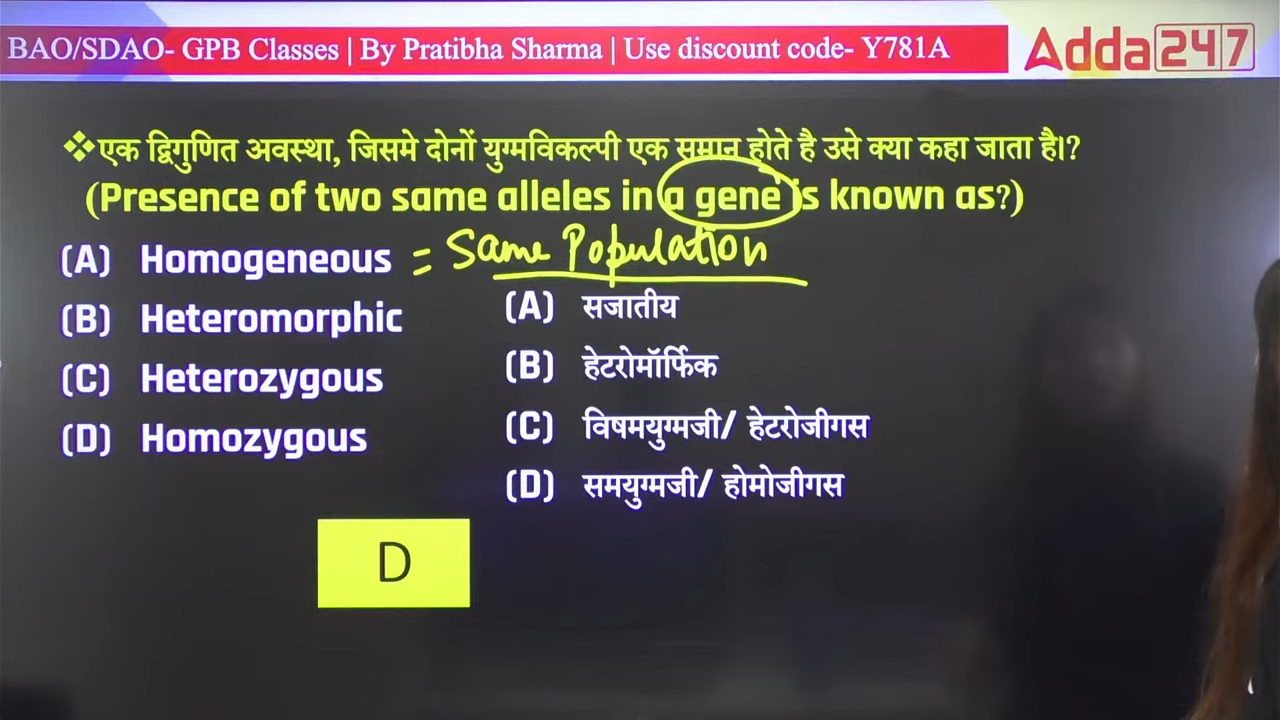 BAO/SDAO- GPB Classes | By Pratibha Sharma | Use discount code- Y781A
Adda247
❖एक द्विगुणित अवस्था, जिसमे दोनों युग्मविकल्पी एक समान होते है उसे क्या कहा जाता है।?
(Presence of two same alleles in a gene is known as?)
(A) Homogeneous = Same Population
(B) Heteromorphic
(C) Heterozygous
(D) Homozygous
(A) सजातीय
(B) हेटरोमॉर्फिक
(C) विषमयुग्मजी/ हेटरोजीगस
(D) समयुग्मजी/ होमोजीगस
D